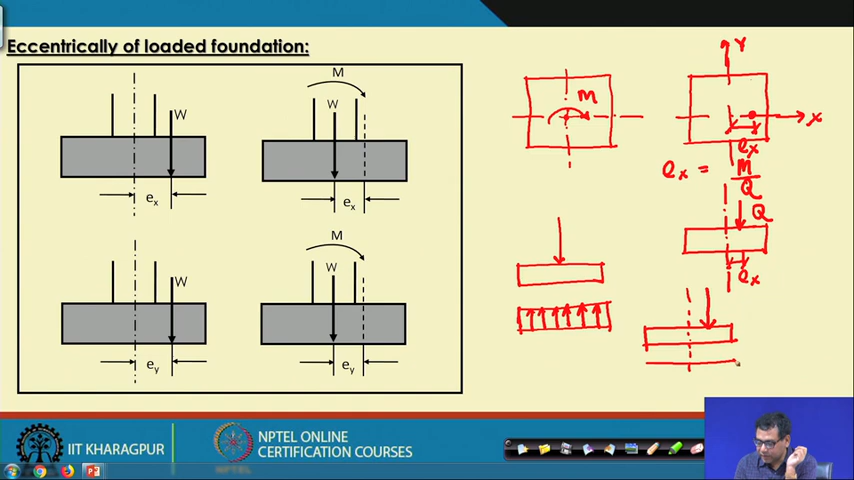 Eccentrically of loaded foundation:
W
ex
M
W
ex
W
ey
M
W
ey
M
Y
X
ex
ex = M/Q
Q
ex
IIT KHARAGPUR
NPTEL ONLINE
CERTIFICATION COURSES